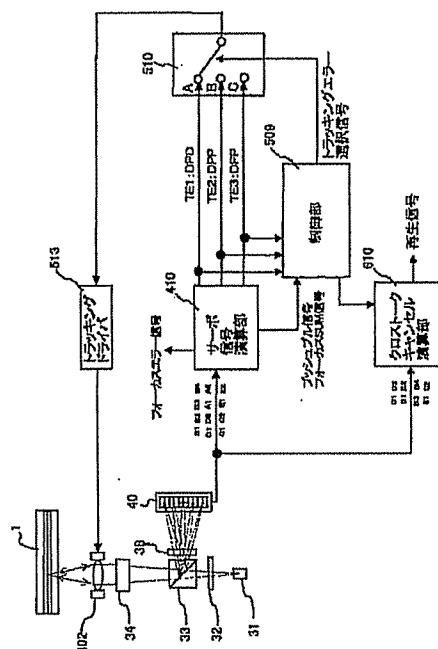 1
402
34
33
32
31
38
40
513
トラッキング
ドライバ
フォーカスエラー信号
410
サーボ
信号
演算部
TE1:DPD
TE2:DPP
TE3:DPP
A
B
C
510
プッシュプル信号
フォーカスSUM信号
509
制御部
トラッキングエラー
選択信号
610
クロストーク
キャンセル
演算部
再生信号